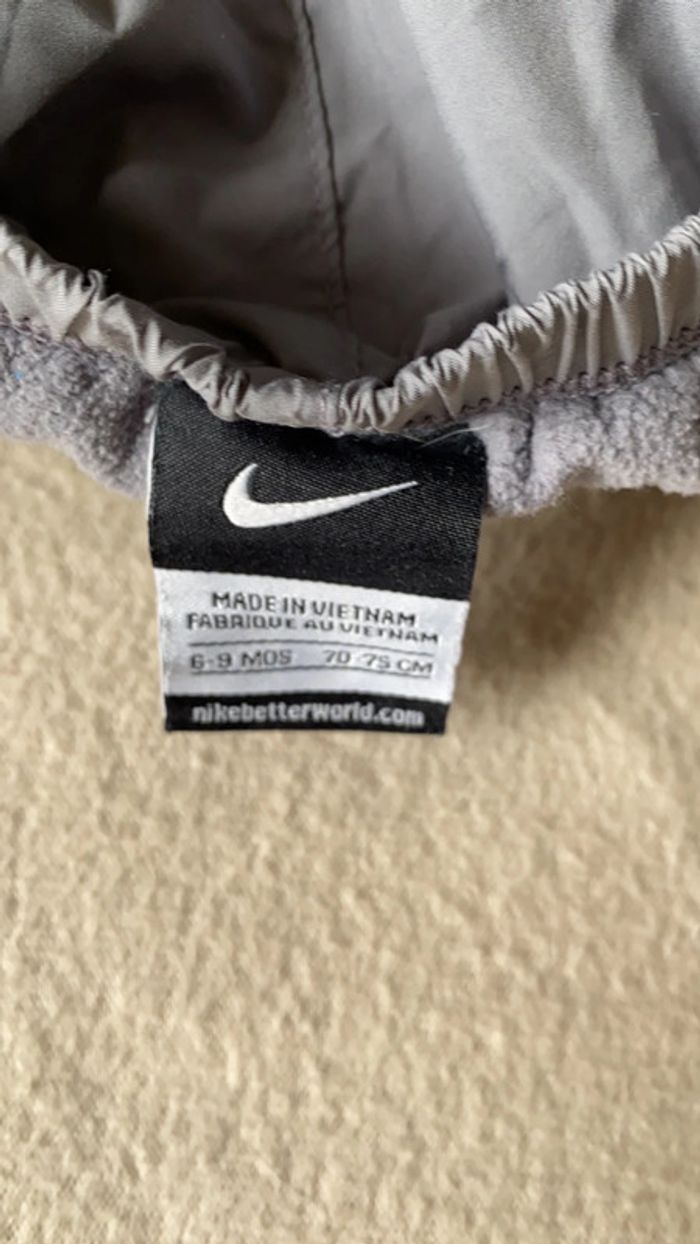 MADE IN VIETNAM
FABRIQUE AU VIETNAM
6-9 MOS 70-75 CM
nikebetterworld.com